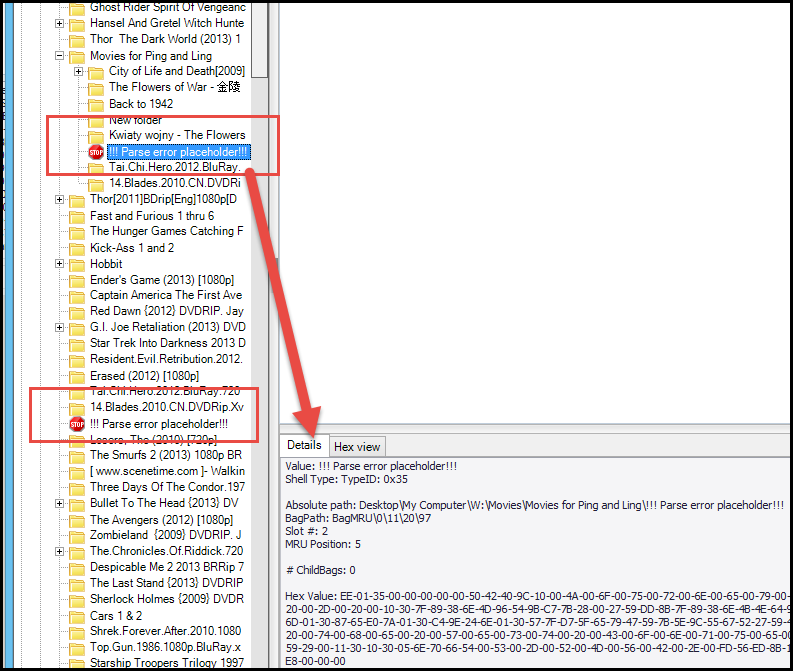 Ghost Rider Spirit Of Vengeanc
Hansel And Gretel Witch Hunte
Thor The Dark World (2013) 1
Movies for Ping and Ling
City of Life and Death[2009]
The Flowers of War - 金陵
Back to 1942
New folder
Kwiaty wojny - The Flowers
STOP !!! Parse error placeholder!!!
Tai.Chi.Hero.2012.BluRay.
14.Blades.2010.CN.DVDRi
Thor[2011]BDrip[Eng]1080p[D
Fast and Furious 1 thru 6
The Hunger Games Catching F
Kick-Ass 1 and 2
Hobbit
Ender's Game (2013) [1080p]
Captain America The First Ave
Red Dawn {2012} DVDRIP. Jay
G.I. Joe Retaliation (2013) DVD
Star Trek Into Darkness 2013 D
Resident.Evil.Retribution.2012.
Erased (2012) [1080p]
Tai.Chi.Hero.2012.BluRay.720
14.Blades.2010.CN.DVDRip.Xv
STOP !!! Parse error placeholder!!!
Losers, The (2010) [720p]
The Smurfs 2 (2013) 1080p BR
[ www.scenetime.com ]- Walkin
Three Days Of The Condor.197
Bullet To The Head {2013} DV
The Avengers (2012) [1080p]
Zombieland {2009} DVDRIP. J
The.Chronicles.Of.Riddick.720
Despicable Me 2 2013 BRRip 7
The Last Stand {2013} DVDRIP
Sherlock Holmes {2009} DVDR
Cars 1 & 2
Shrek.Forever.After.2010.1080
Top.Gun.1986.1080p.BluRay.x
Starship Troopers Trilogy 1997
Details Hex view
Value: !!! Parse error placeholder!!!
Shell Type: TypeID: 0x35
Absolute path: Desktop\My Computer\W:\Movies\Movies for Ping and Ling\!!! Parse error placeholder!!!
BagPath: BagMRU\0\11\20\97
Slot #: 2
MRU Position: 5
# ChildBags: 0
Hex Value: EE-01-35-00-00-00-00-00-50-42-40-9C-10-00-4A-00-6F-00-75-00-72-00-6E-00-65-00-79-00-
20-00-2D-00-20-00-10-30-7F-89-38-6E-4D-96-54-9B-C7-7B-28-00-27-59-DD-8B-7F-89-38-6E-4B-4E-64-9
6D-01-30-87-65-E0-7A-01-30-C4-9E-24-6E-01-30-57-7F-D7-5F-65-79-47-59-7B-5E-9C-55-67-52-27-59-4
20-00-74-00-68-00-65-00-20-00-57-00-65-00-73-00-74-00-20-00-43-00-6F-00-6E-00-71-00-75-00-65-00
59-29-00-11-30-10-30-05-6E-70-66-54-00-53-00-2D-00-52-00-4D-00-56-00-42-00-2E-00-FD-56-ED-8B-1
E8-00-00-00